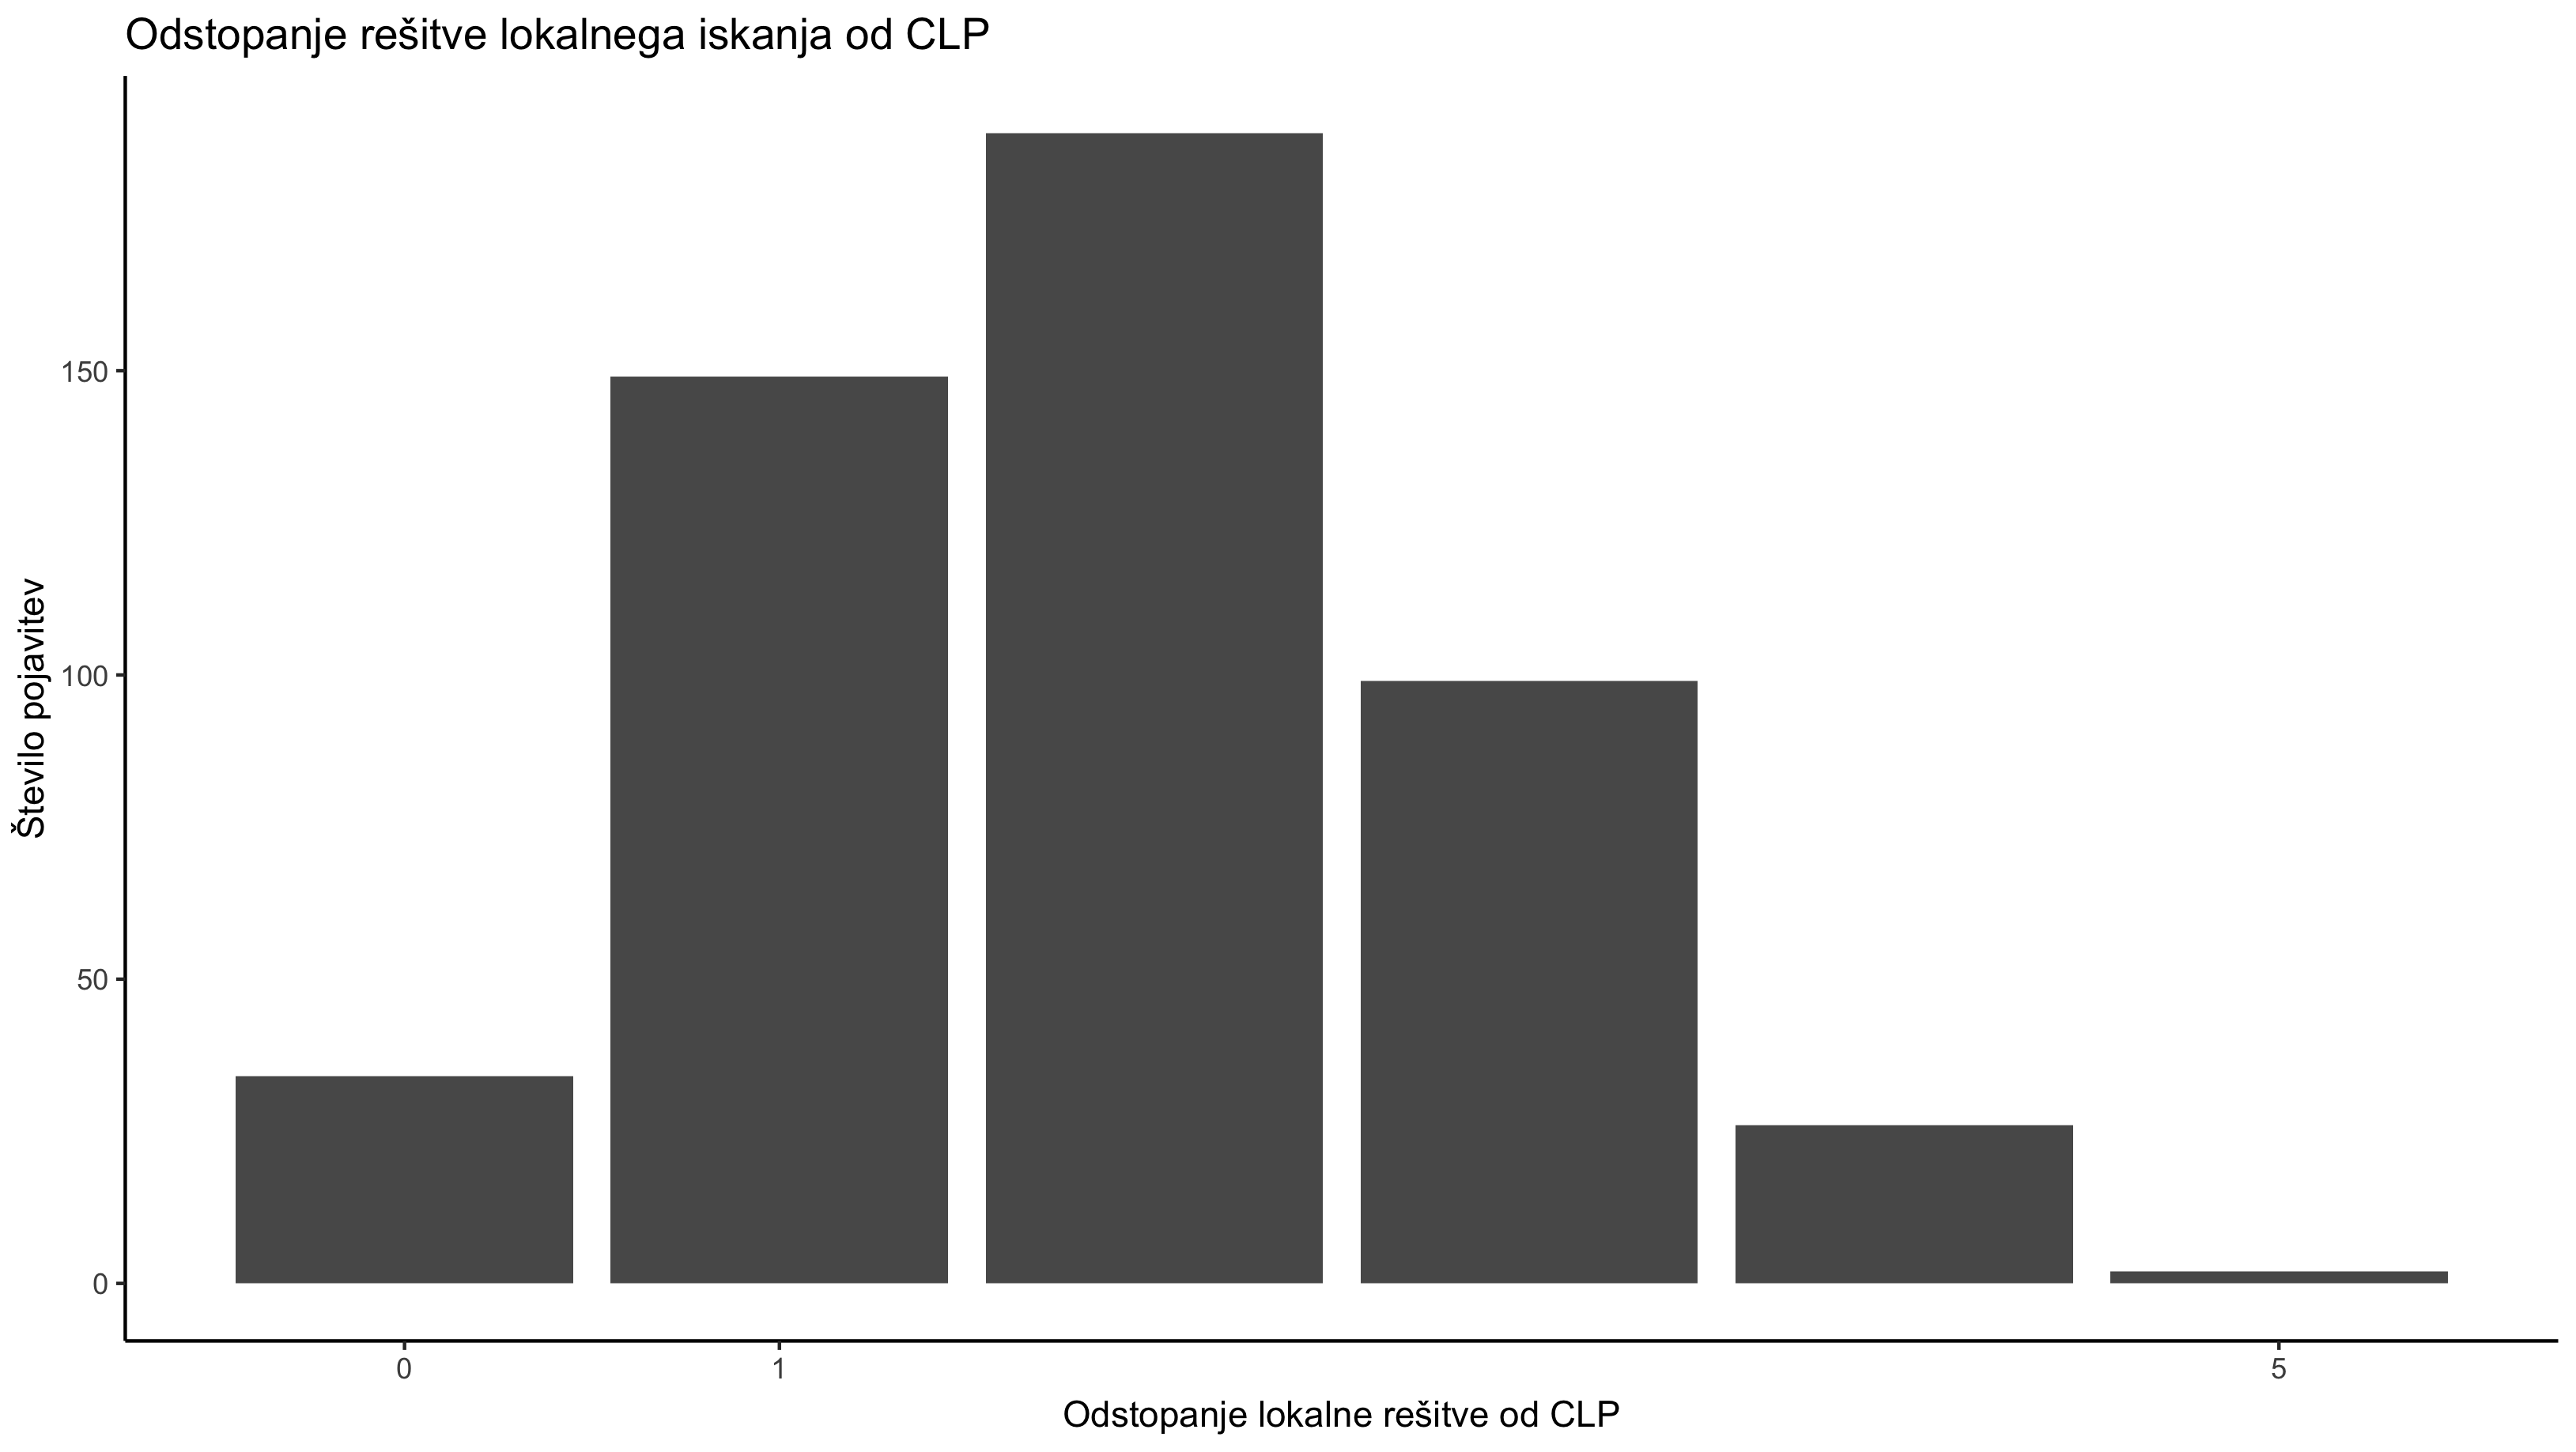 Odstopanje rešitve lokalnega iskanja od CLP
Število pojavitev
150
100
50
0
0 1 5
Odstopanje lokalne rešitve od CLP